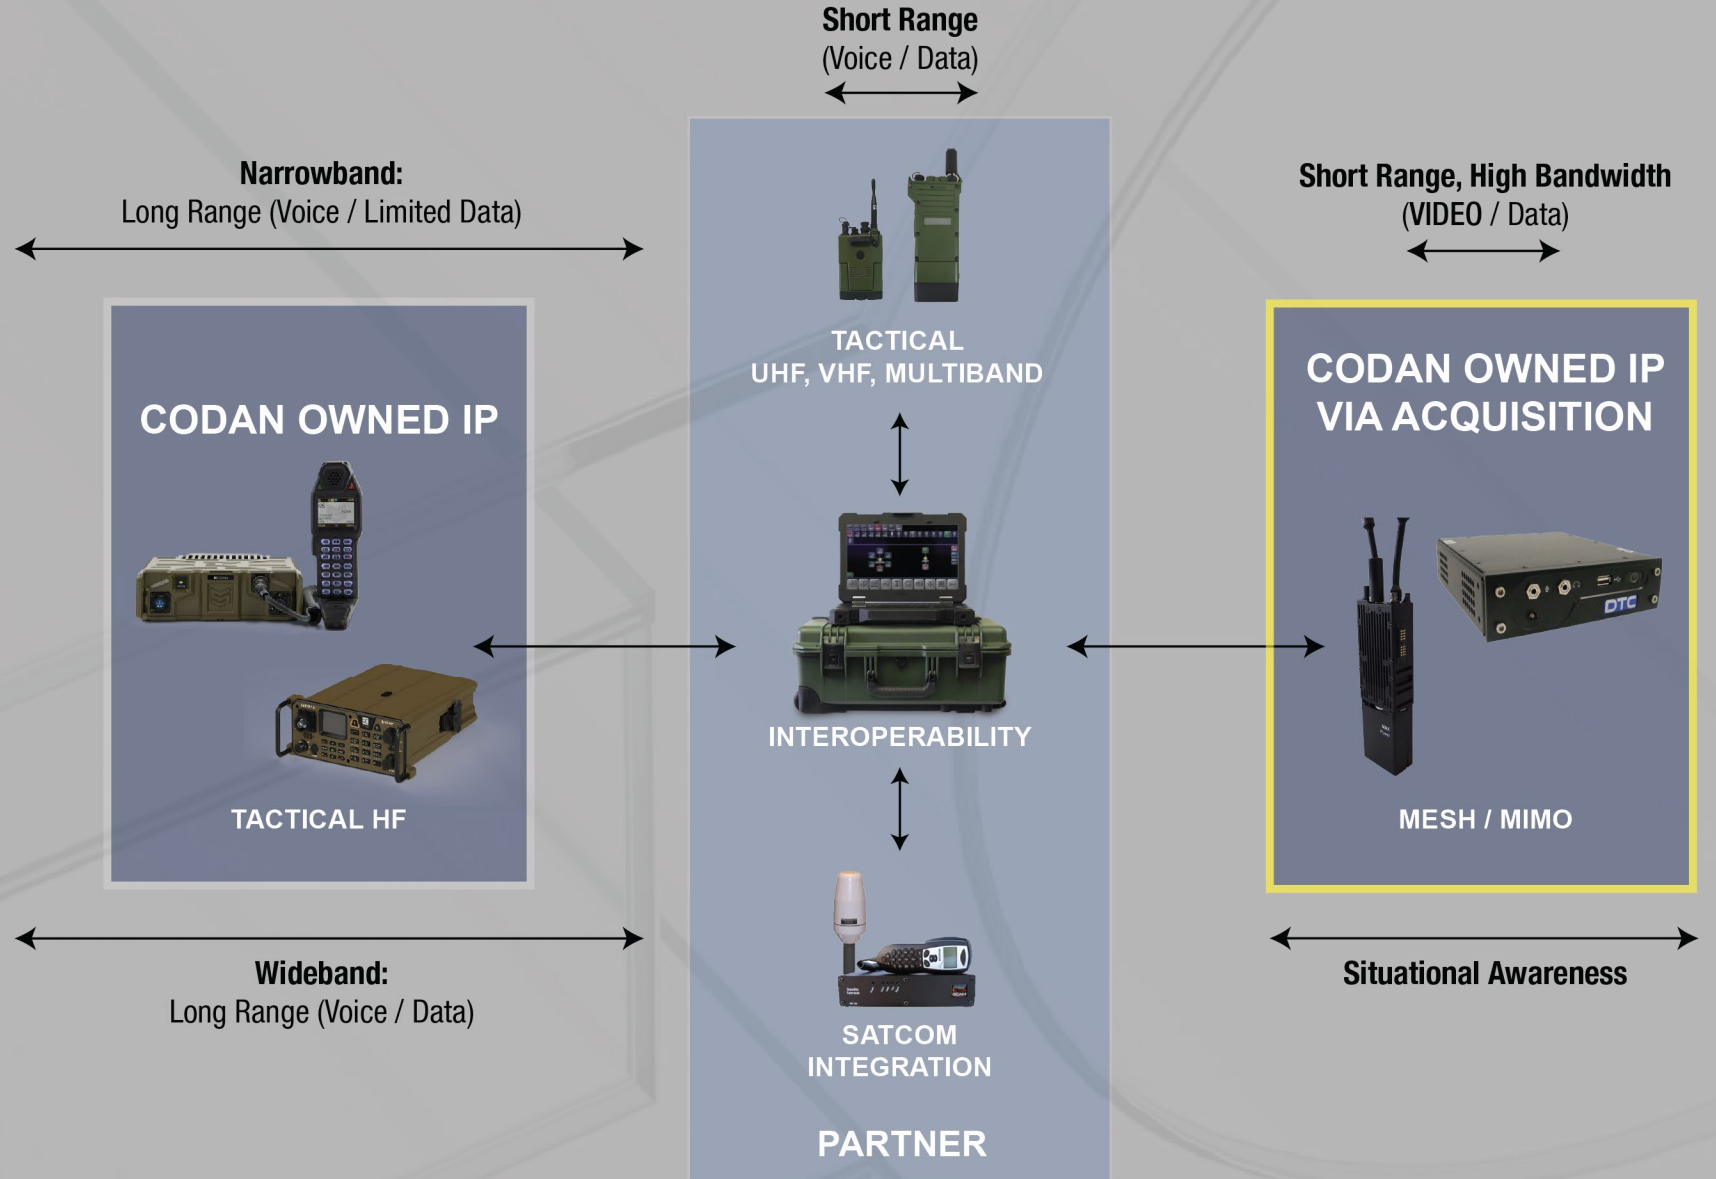 Short Range
(Voice / Data)
Narrowband:
Long Range (Voice / Limited Data)
Short Range, High Bandwidth
(VIDEO / Data)
TACTICAL
UHF, VHF, MULTIBAND
CODAN OWNED IP
CODAN OWNED IP
VIA ACQUISITION
DTC
INTEROPERABILITY
TACTICAL HF
MESH / MIMO
Wideband:
Long Range (Voice / Data)
Situational Awareness
SATCOM
INTEGRATION
PARTNER